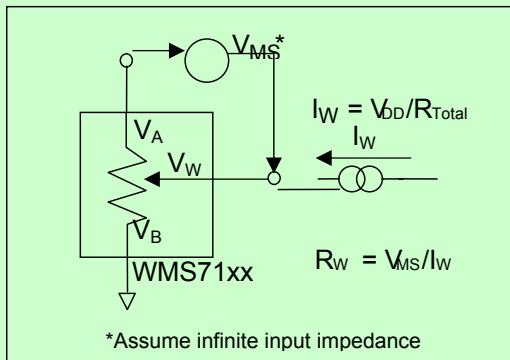 VMS*
IW = VDD/RTotal
IW
VA
VW
VB
RW = VMS/IW
WMS71xx
*Assume infinite input impedance